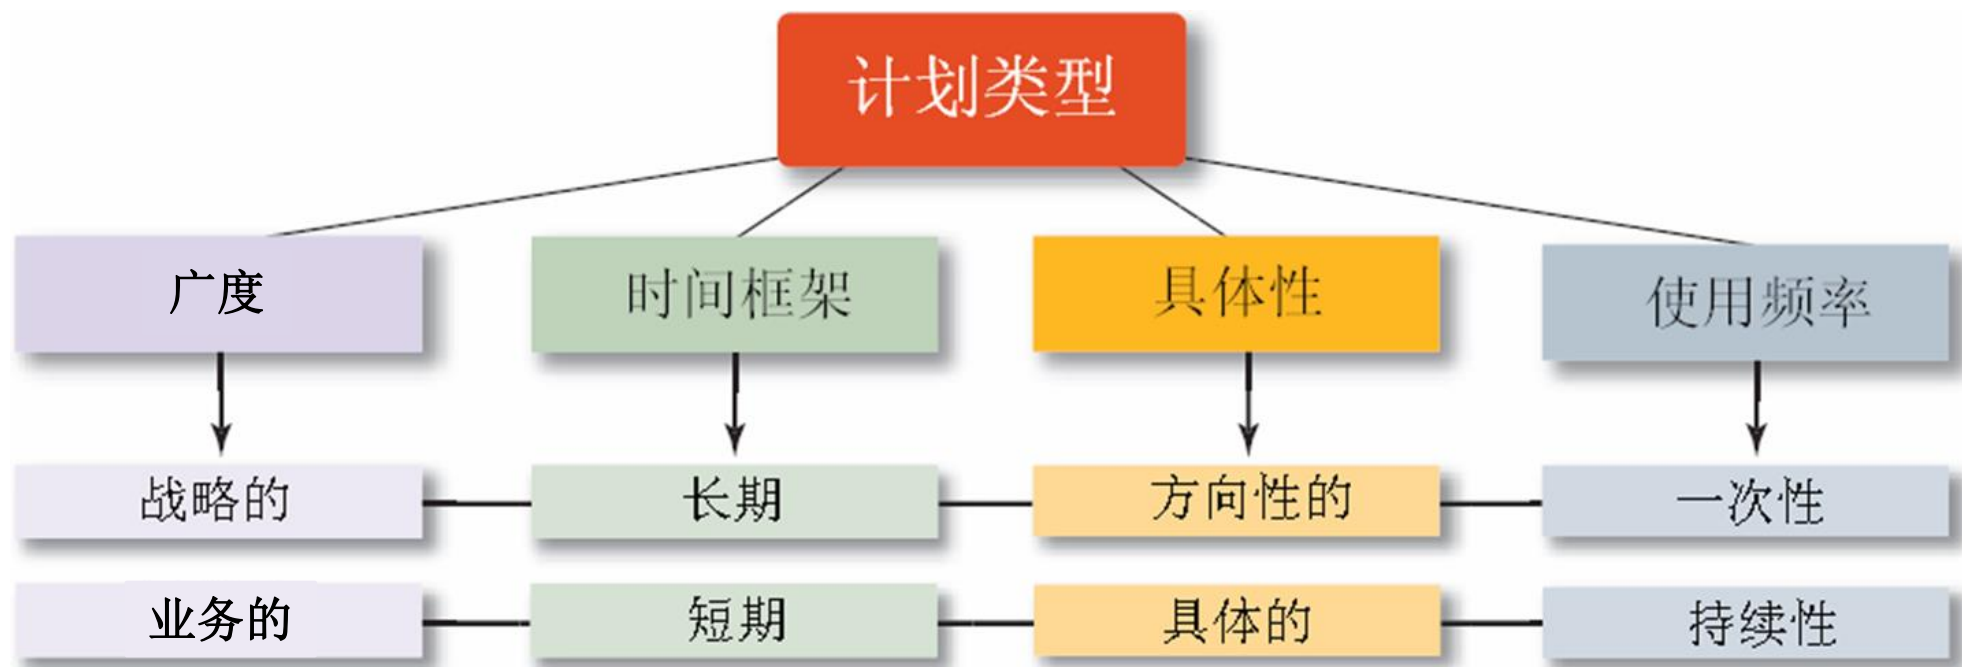 计划类型
广度
时间框架
具体性
使用频率
战略的
长期
方向性的
一次性
业务的
短期
具体的
持续性